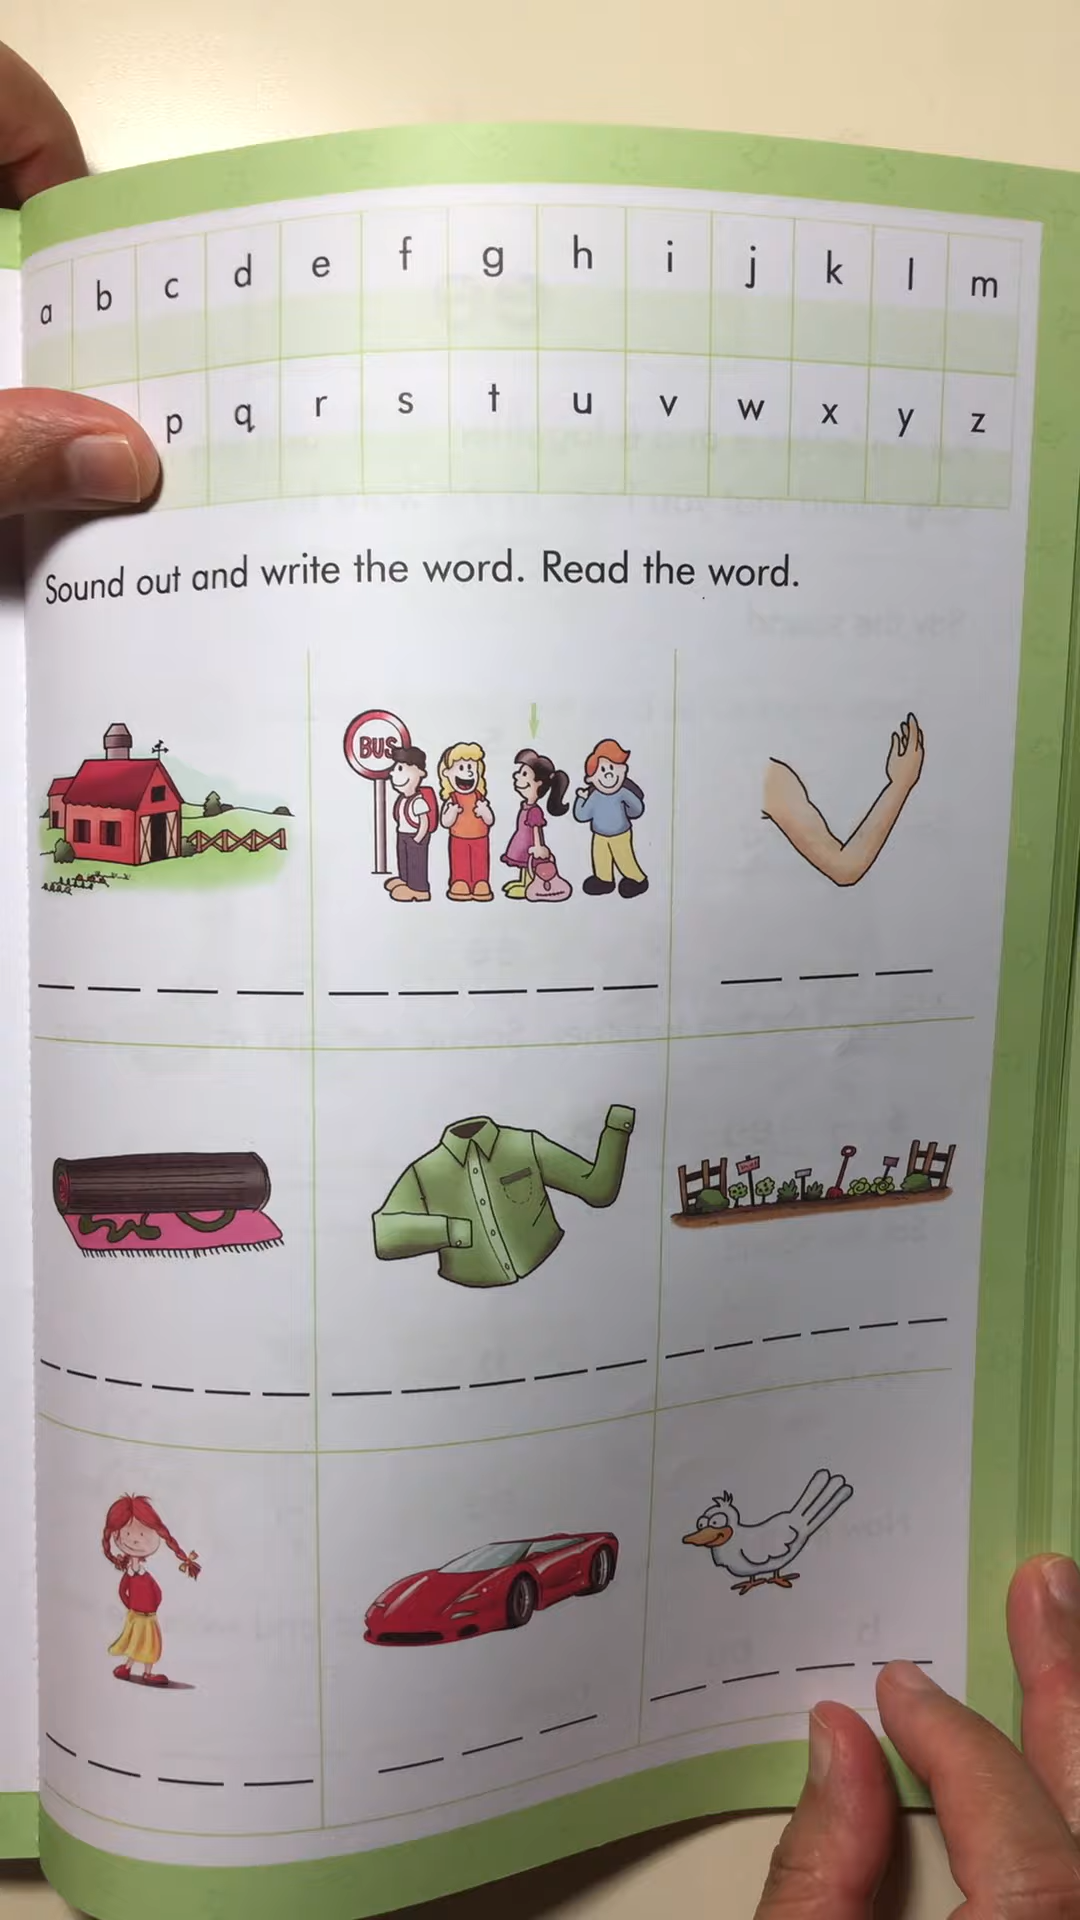 a b c d e f g h i j k l m
p q r s t u v w x y z
Sound out and write the word. Read the word.
BUS